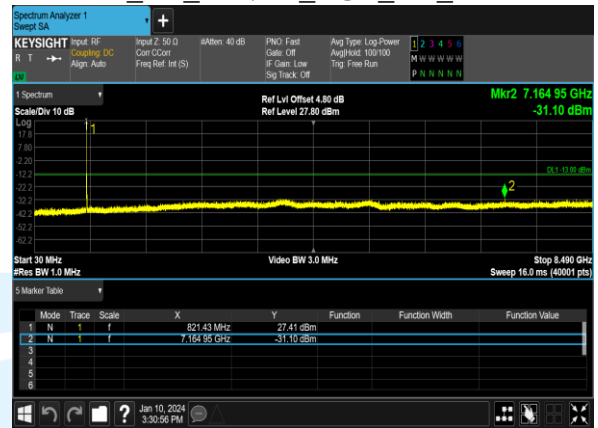 Spectrum Analyzer 1
Swept SA
KEYSIGHT
R T
LV
Input: RF
Coupling: DC
Align: Auto
Input Z: 50 Ω
Corr CCorr
Freq Ref: Int (S)
#Atten: 40 dB
PNO: Fast
Gate: Off
IF Gain: Low
Sig Track: Off
Avg Type: Log-Power
Avg|Hold: 100/100
Trig: Free Run
1 2 3 4 5 6
M W W W W W
P N N N N N
1 Spectrum
Scale/Div 10 dB
Ref Lvl Offset 4.80 dB
Ref Level 27.80 dBm
Mkr2 7.164 95 GHz
-31.10 dBm
Log
17.8
7.80
-2.20
-12.2
-22.2
-32.2
-42.2
-52.2
-62.2
1
DL1 -13.00 dBm
2
Start 30 MHz
#Res BW 1.0 MHz
Video BW 3.0 MHz
Stop 8.490 GHz
Sweep 16.0 ms (40001 pts)
5 Marker Table
Mode Trace Scale X Y Function Function Width Function Value
1 N 1 f 821.43 MHz 27.41 dBm
2 N 1 f 7.164 95 GHz -31.10 dBm
3
4
5
6
?
Jan 10, 2024
3:30:56 PM